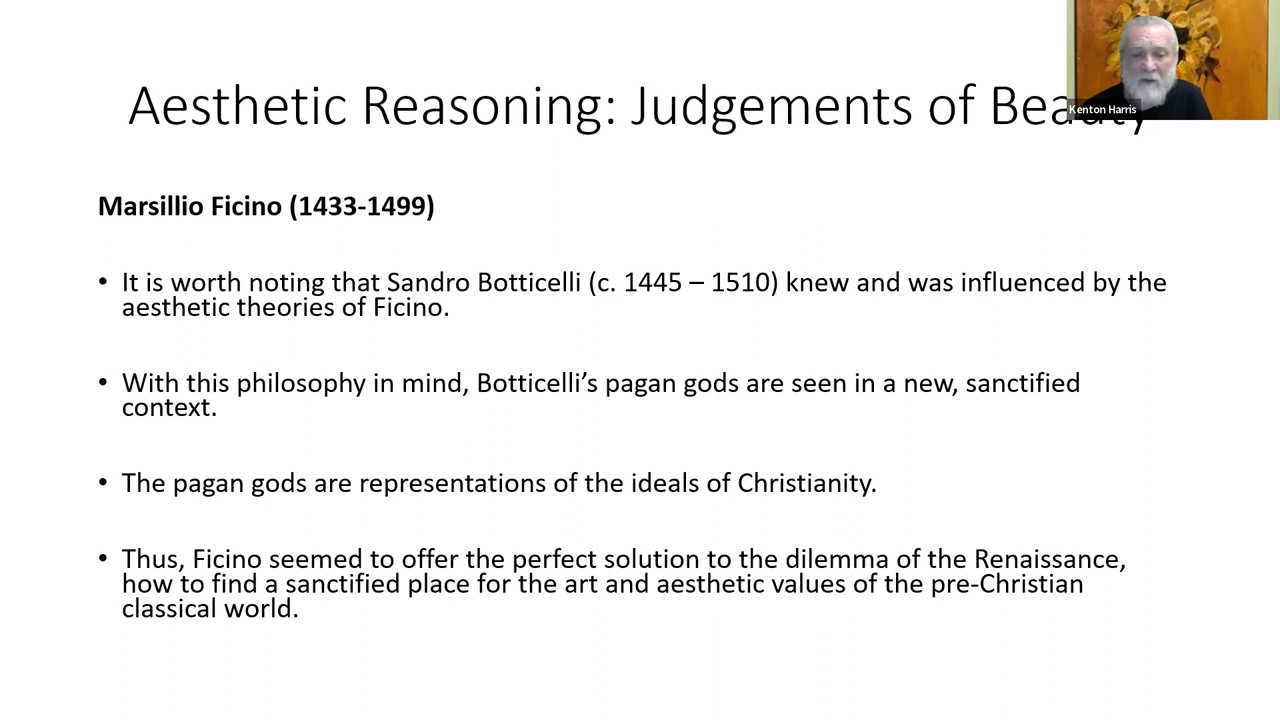 Aesthetic Reasoning: Judgements of Beauty
Kenton Harris
Marsillio Ficino (1433-1499)
• It is worth noting that Sandro Botticelli (c. 1445 – 1510) knew and was influenced by the
aesthetic theories of Ficino.
• With this philosophy in mind, Botticelli’s pagan gods are seen in a new, sanctified
context.
• The pagan gods are representations of the ideals of Christianity.
• Thus, Ficino seemed to offer the perfect solution to the dilemma of the Renaissance,
how to find a sanctified place for the art and aesthetic values of the pre-Christian
classical world.